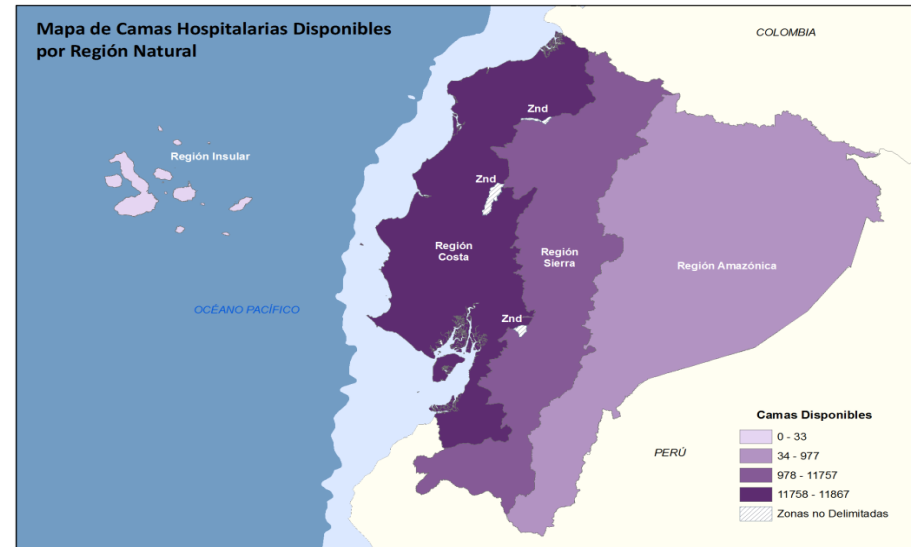 Mapa de Camas Hospitalarias Disponibles
por Región Natural
COLOMBIA
Znd
Región Insular
Znd
Región
Costa
Región
Sierra
Región Amazónica
OCÉANO PACÍFICO
Znd
PERÚ
Camas Disponibles
0 - 33
34 - 977
978 - 11757
11758 - 11867
Zonas no Delimitadas